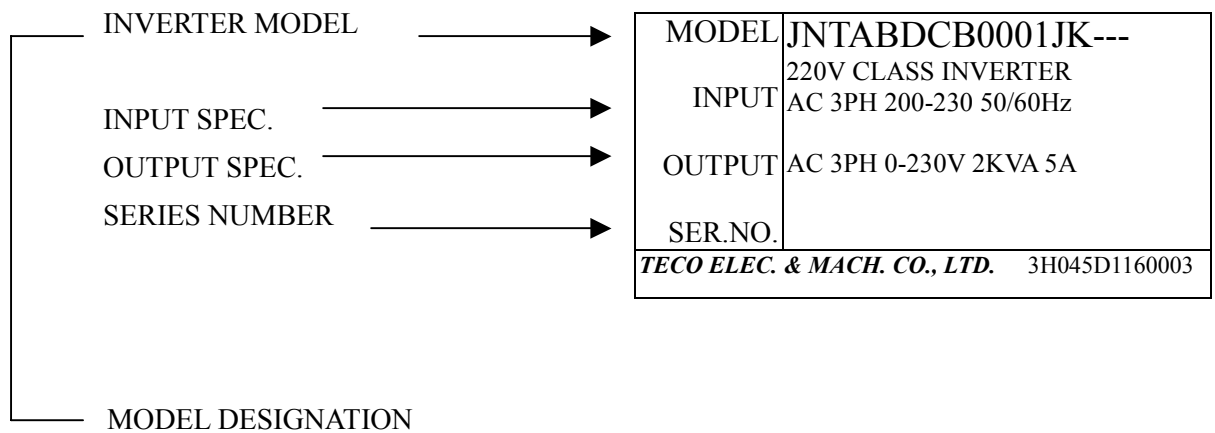 INVERTER MODEL
INPUT SPEC.
OUTPUT SPEC.
SERIES NUMBER
MODEL JNTABDCB0001JK---
220V CLASS INVERTER
INPUT AC 3PH 200-230 50/60Hz
OUTPUT AC 3PH 0-230V 2KVA 5A
SER.NO.
TECO ELEC. & MACH. CO., LTD. 3H045D1160003
MODEL DESIGNATION